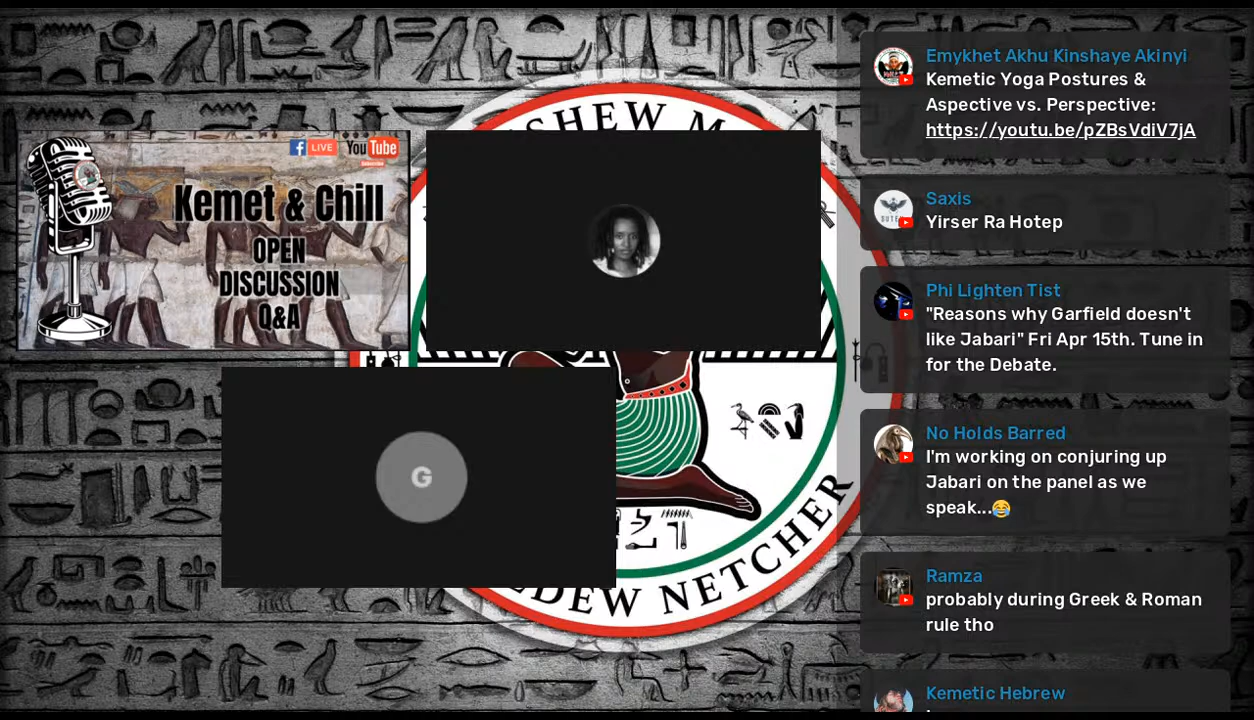 LIVE
YouTube
Subscribe
Kemet & Chill
OPEN
DISCUSSION
Q&A
SHEW M
DEW NETCHER
G
Emykhet Akhu Kinshaye Akinyi
Kemetic Yoga Postures &
Aspective vs. Perspective:
https://youtu.be/pZBsVdiV7jA
Saxis
Yirser Ra Hotep
Phi Lighten Tist
"Reasons why Garfield doesn't
like Jabari" Fri Apr 15th. Tune in
for the Debate.
No Holds Barred
I'm working on conjuring up
Jabari on the panel as we
speak...😂
Ramza
probably during Greek & Roman
rule tho
Kemetic Hebrew